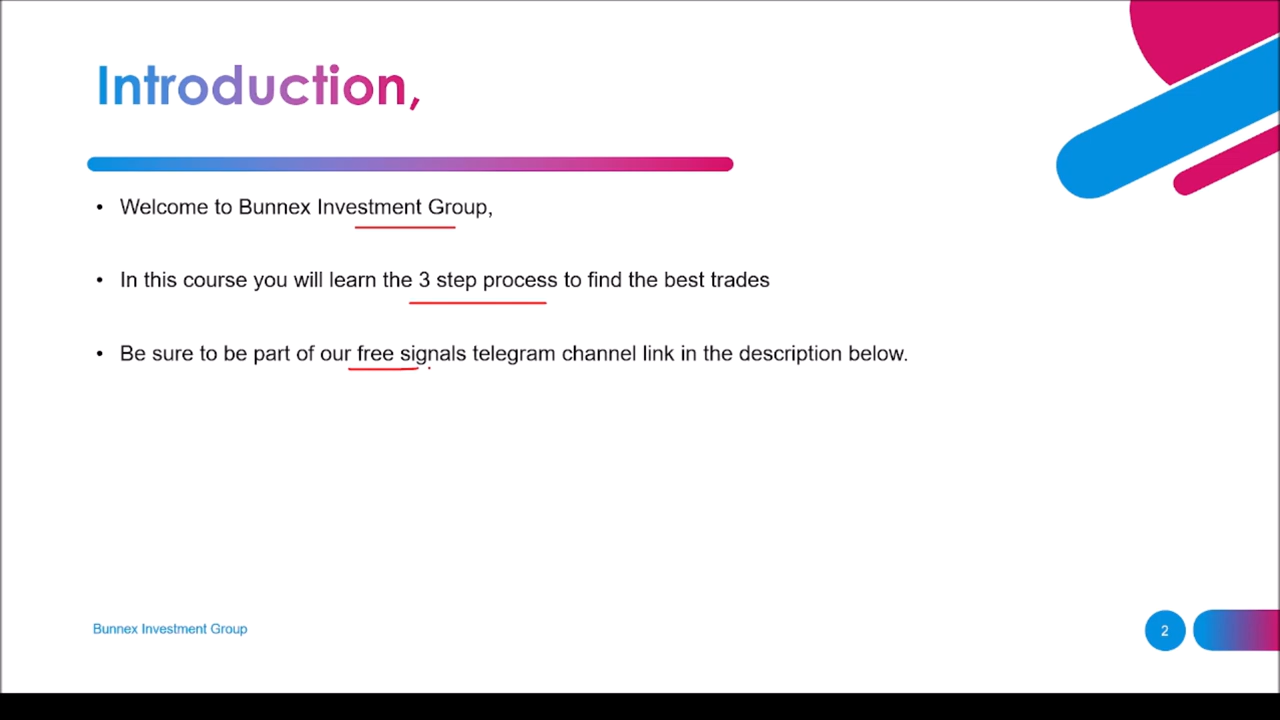 Introduction,
• Welcome to Bunnex Investment Group,
• In this course you will learn the 3 step process to find the best trades
• Be sure to be part of our free signals telegram channel link in the description below.
Bunnex Investment Group
2